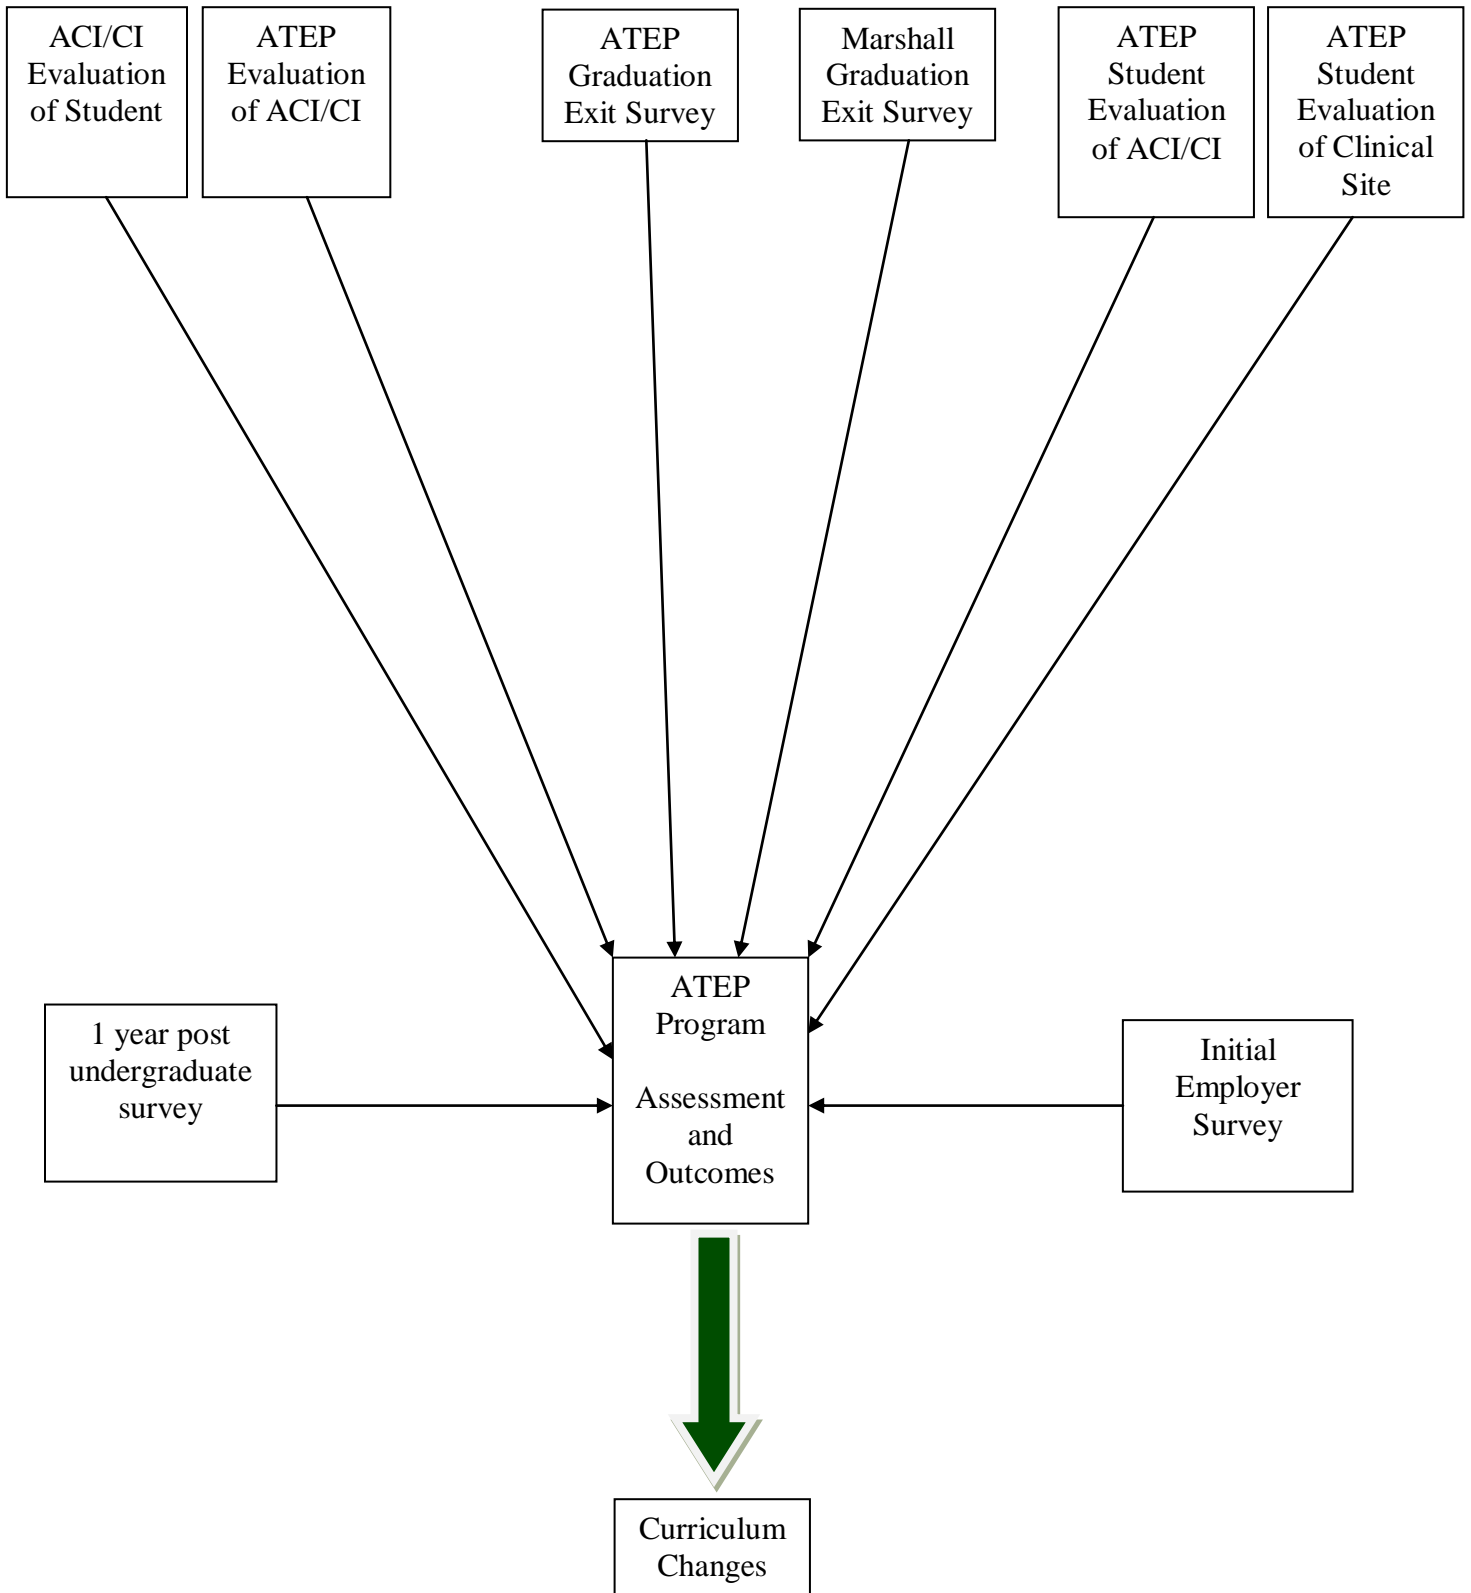 ACI/CI
Evaluation
of Student
ATEP
Evaluation
of ACI/CI
ATEP
Graduation
Exit Survey
Marshall
Graduation
Exit Survey
ATEP
Student
Evaluation
of ACI/CI
ATEP
Student
Evaluation
of Clinical
Site
1 year post
undergraduate
survey
ATEP
Program
Assessment
and
Outcomes
Initial
Employer
Survey
Curriculum
Changes